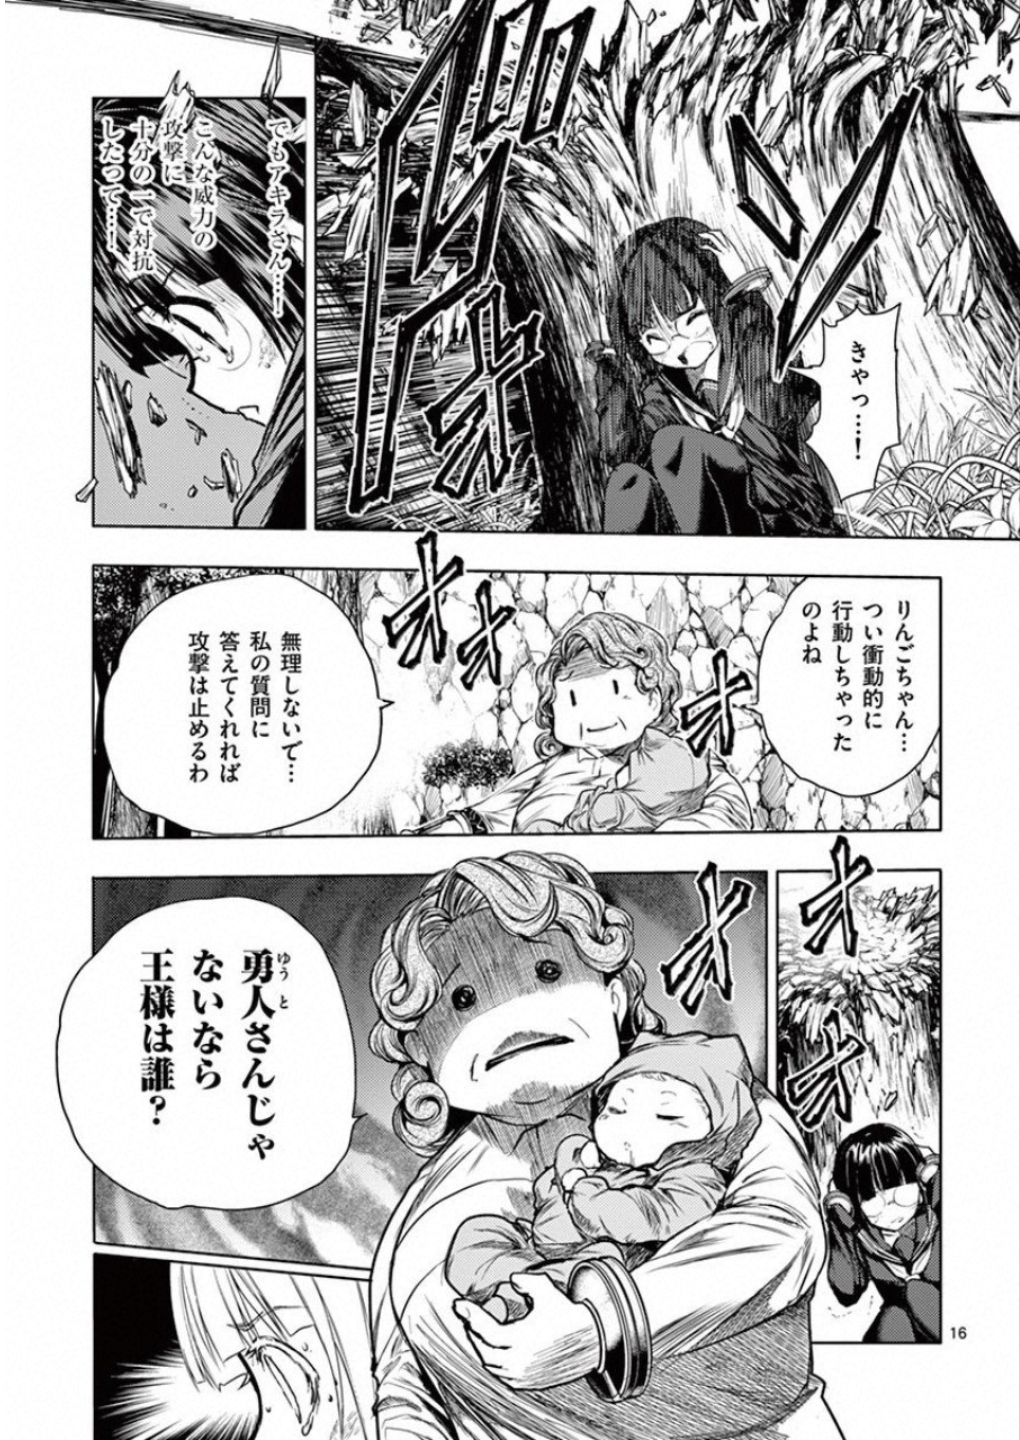 きゃっ…！
でもアキラさん…！
こんな威力の
攻撃に
十分の一で対抗
したって…！
りんごちゃん…
つい衝動的に
行動しちゃった
のよね
無理しないで…
私の質問に
答えてくれれば
攻撃は止めるわ
オオオ
オオ
オオ
勇人さんじゃ
ゆうと
ないなら
王様は誰？
16